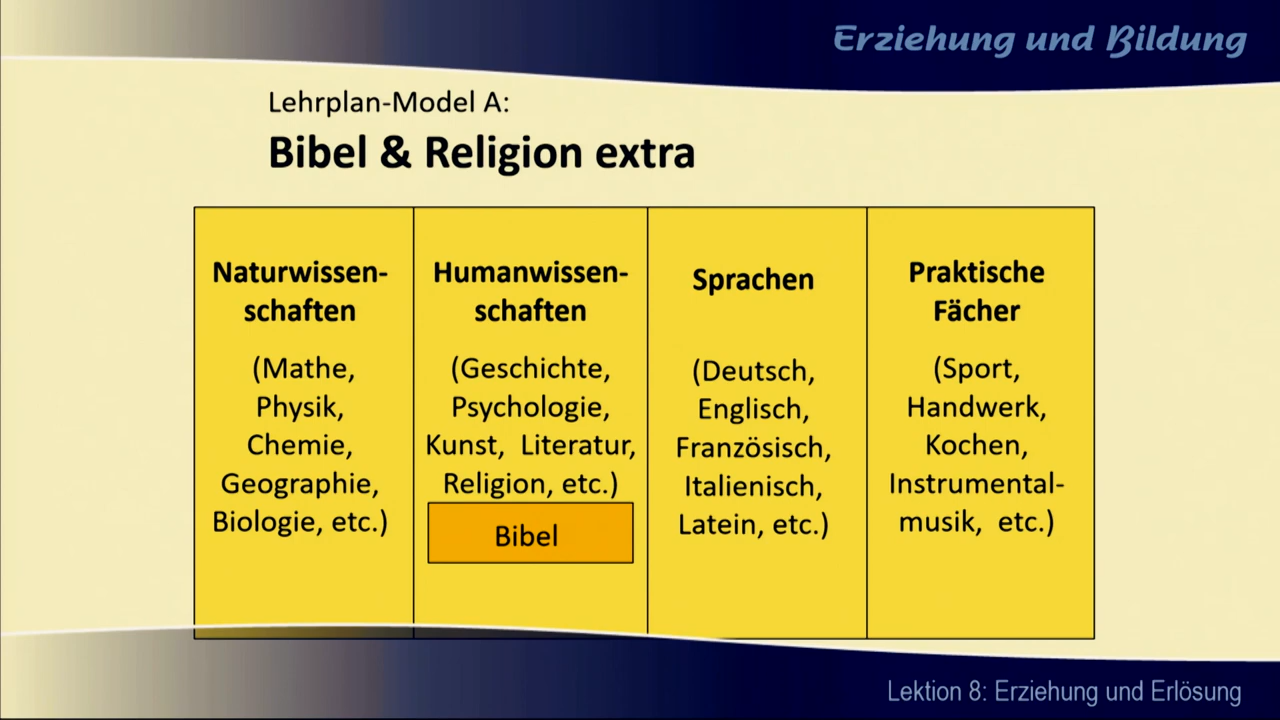 Erziehung und Bildung
Lehrplan-Model A:
Bibel & Religion extra
Naturwissen-
schaften
(Mathe,
Physik,
Chemie,
Geographie,
Biologie, etc.)
Humanwissen-
schaften
(Geschichte,
Psychologie,
Kunst, Literatur,
Religion, etc.)
Bibel
Sprachen
(Deutsch,
Englisch,
Französisch,
Italienisch,
Latein, etc.)
Praktische
Fächer
(Sport,
Handwerk,
Kochen,
Instrumental-
musik, etc.)
Lektion 8: Erziehung und Erlösung